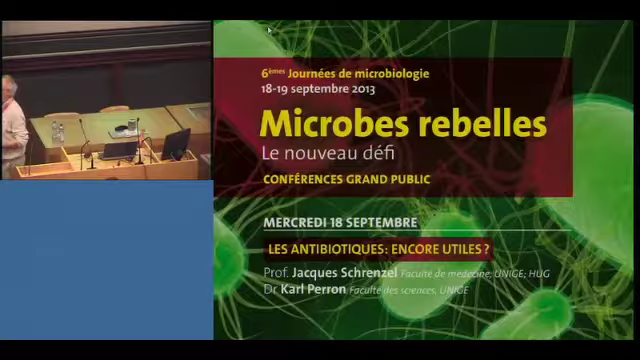 6èmes Journées de microbiologie
18-19 septembre 2013
Microbes rebelles
Le nouveau défi
CONFÉRENCES GRAND PUBLIC
MERCREDI 18 SEPTEMBRE
LES ANTIBIOTIQUES: ENCORE UTILES ?
Prof. Jacques Schrenzel Faculté de médecine, UNIGE; HUG
Dr Karl Perron Faculté des sciences, UNIGE